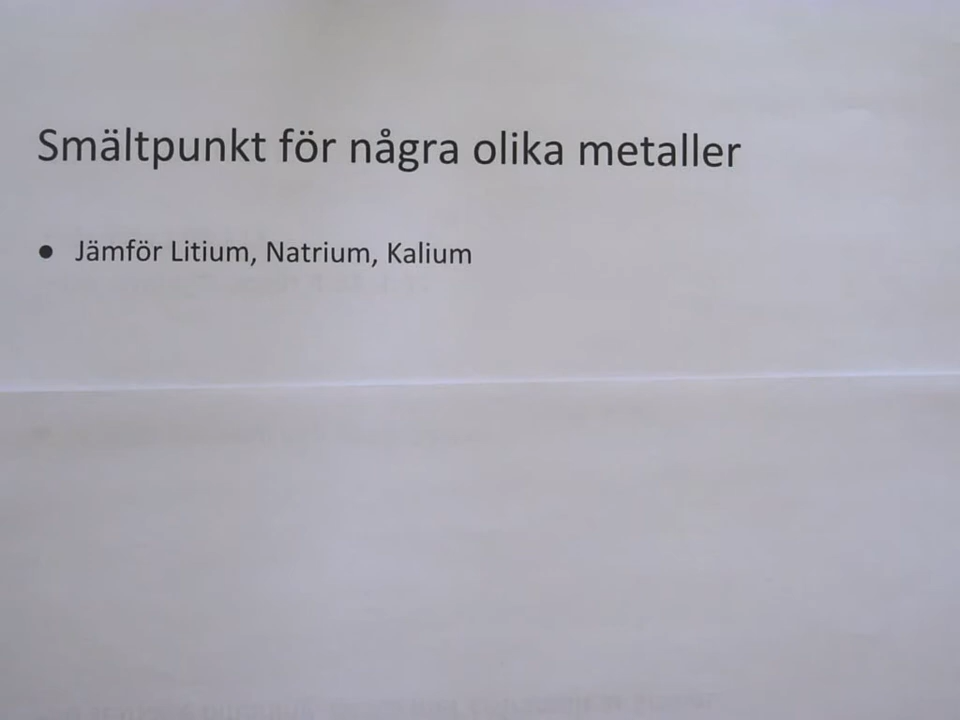 Smältpunkt för några olika metaller
● Jämför Litium, Natrium, Kalium